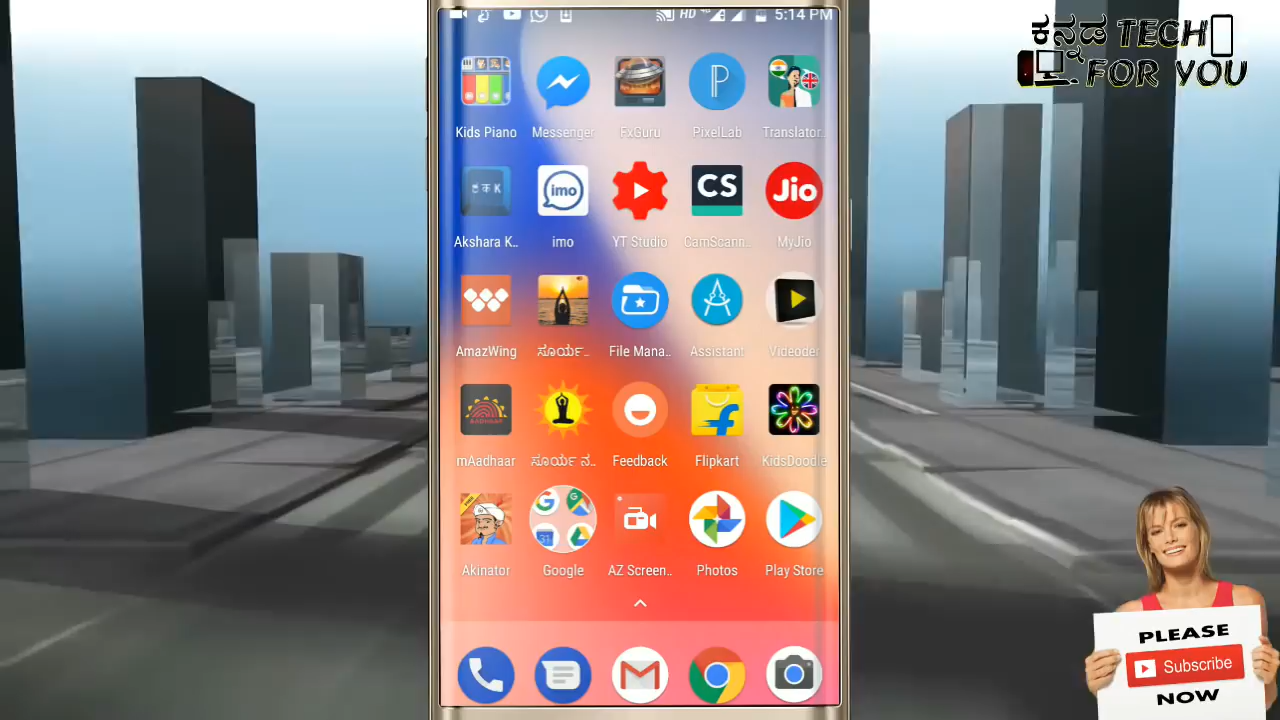 HD 5:14 PM
ಕನ್ನಡ TECH
FOR YOU
Kids Piano Messenger FxGuru PixelLab Translator..
Akshara K.. imo YT Studio CamScann.. MyJio
AmazWing ಸೂರ್ಯ.. File Mana.. Assistant Videoder
mAadhaar ಸೂರ್ಯ ನ.. Feedback Flipkart KidsDoodle
Akinator Google AZ Screen.. Photos Play Store
PLEASE
Subscribe
NOW